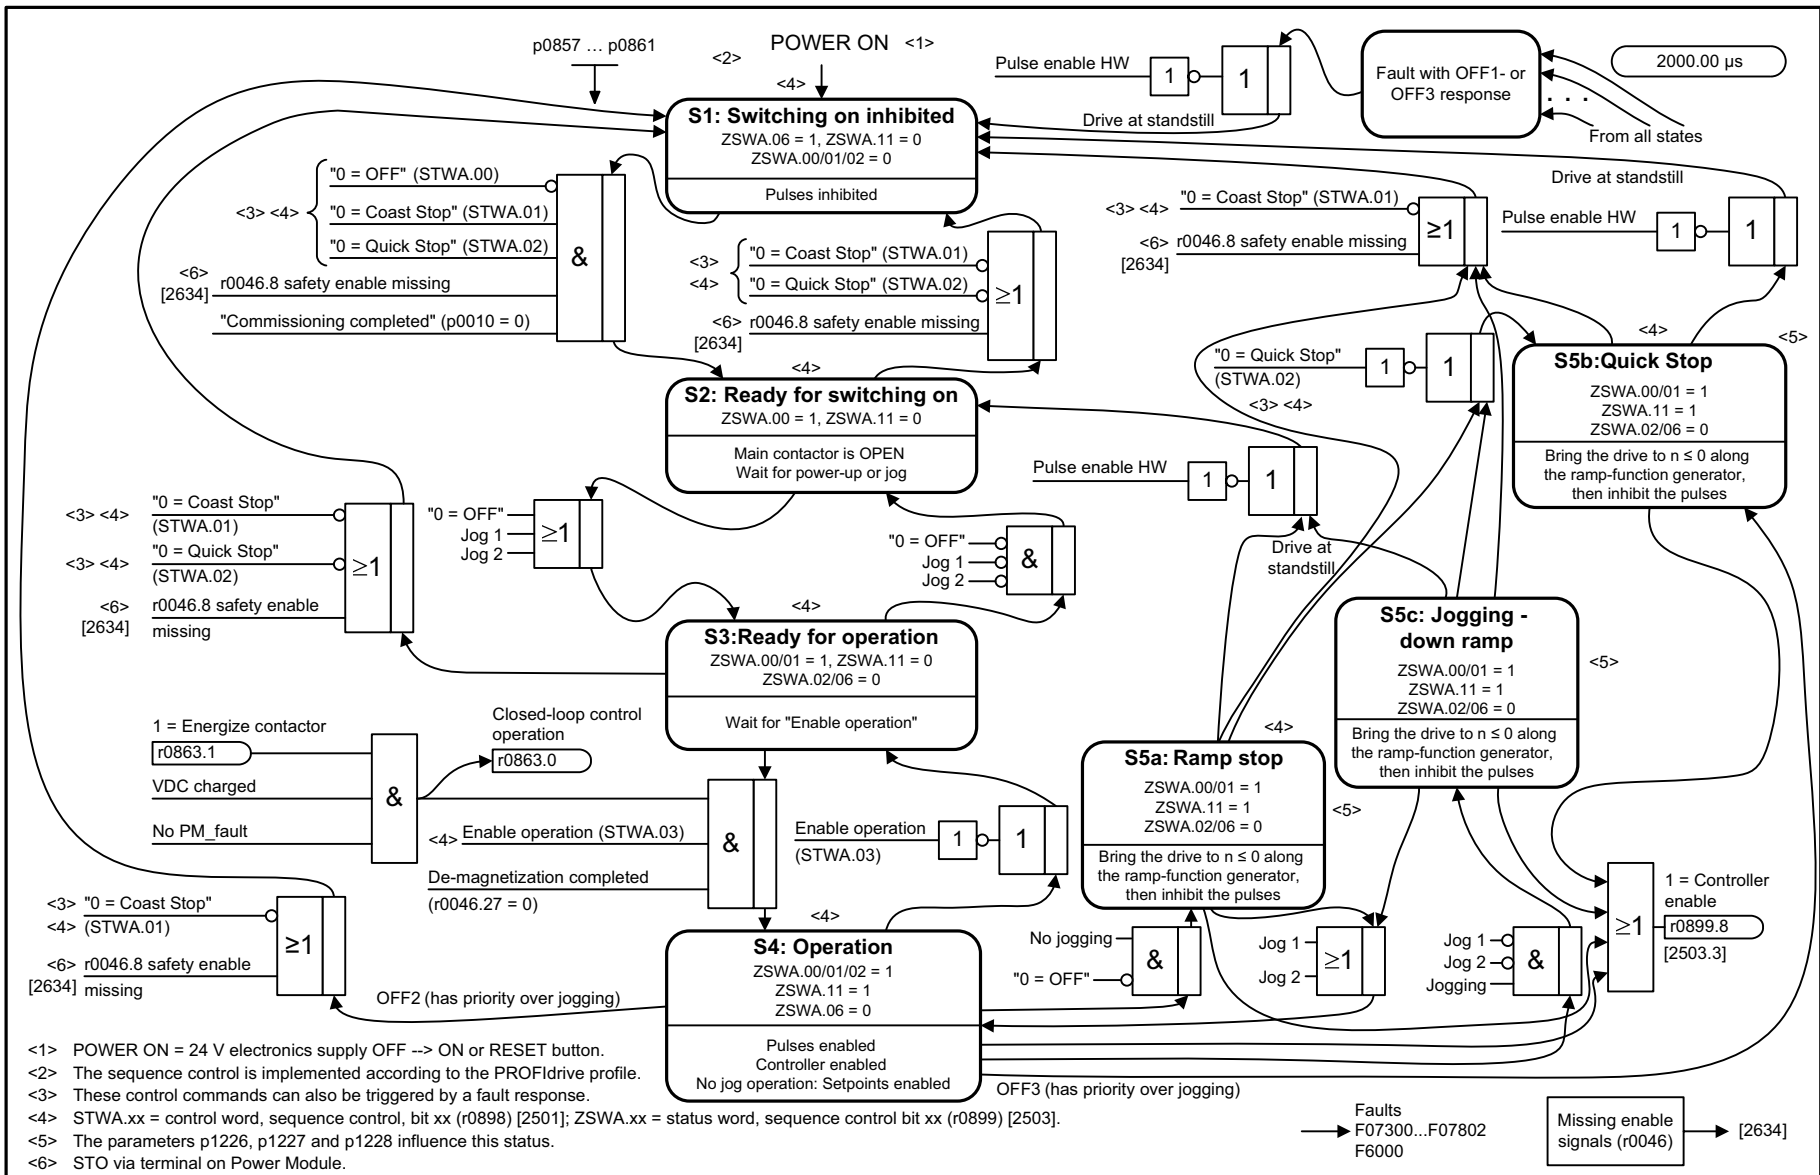 p0857 ... p0861
<2>
POWER ON <1>
<4>
S1: Switching on inhibited
ZSWA.06 = 1, ZSWA.11 = 0
ZSWA.00/01/02 = 0
Pulses inhibited
Pulse enable HW
1
1
Drive at standstill
Fault with OFF1- or
OFF3 response
2000.00 µs
. . .
From all states
"0 = OFF" (STWA.00)
<3> <4>
"0 = Coast Stop" (STWA.01)
"0 = Quick Stop" (STWA.02)
<6>
[2634]
r0046.8 safety enable missing
"Commissioning completed" (p0010 = 0)
&
<3>
<4>
"0 = Coast Stop" (STWA.01)
"0 = Quick Stop" (STWA.02)
<6>
[2634]
r0046.8 safety enable missing
≥1
<3> <4>
"0 = Coast Stop" (STWA.01)
<6>
[2634]
r0046.8 safety enable missing
≥1
Drive at standstill
Pulse enable HW
1
1
<4>
S2: Ready for switching on
ZSWA.00 = 1, ZSWA.11 = 0
Main contactor is OPEN
Wait for power-up or jog
"0 = Quick Stop"
(STWA.02)
<3> <4>
1
1
<4>
<5>
S5b:Quick Stop
ZSWA.00/01 = 1
ZSWA.11 = 1
ZSWA.02/06 = 0
Bring the drive to n ≤ 0 along
the ramp-function generator,
then inhibit the pulses
Pulse enable HW
1
1
Drive at
standstill
<3> <4>
"0 = Coast Stop"
(STWA.01)
<3> <4>
"0 = Quick Stop"
(STWA.02)
<6>
[2634]
r0046.8 safety enable
missing
≥1
"0 = OFF"
Jog 1
Jog 2
≥1
"0 = OFF"
Jog 1
Jog 2
&
<4>
S3:Ready for operation
ZSWA.00/01 = 1, ZSWA.11 = 0
ZSWA.02/06 = 0
Wait for "Enable operation"
S5c: Jogging -
down ramp
ZSWA.00/01 = 1
ZSWA.11 = 1
ZSWA.02/06 = 0
Bring the drive to n ≤ 0 along
the ramp-function generator,
then inhibit the pulses
<5>
<4>
S5a: Ramp stop
ZSWA.00/01 = 1
ZSWA.11 = 1
ZSWA.02/06 = 0
Bring the drive to n ≤ 0 along
the ramp-function generator,
then inhibit the pulses
<5>
1 = Energize contactor
r0863.1
VDC charged
No PM_fault
&
Closed-loop control
operation
r0863.0
<4> Enable operation (STWA.03)
De-magnetization completed
(r0046.27 = 0)
&
Enable operation
(STWA.03)
1
1
<3>
<4>
"0 = Coast Stop"
(STWA.01)
<6>
[2634]
r0046.8 safety enable
missing
≥1
OFF2 (has priority over jogging)
<4>
S4: Operation
ZSWA.00/01/02 = 1
ZSWA.11 = 1
ZSWA.06 = 0
Pulses enabled
Controller enabled
No jog operation: Setpoints enabled
No jogging
"0 = OFF"
&
Jog 1
Jog 2
≥1
Jog 1
Jog 2
Jogging
&
≥1
1 = Controller
enable
r0899.8
[2503.3]
OFF3 (has priority over jogging)
<1> POWER ON = 24 V electronics supply OFF --> ON or RESET button.
<2> The sequence control is implemented according to the PROFIdrive profile.
<3> These control commands can also be triggered by a fault response.
<4> STWA.xx = control word, sequence control, bit xx (r0898) [2501]; ZSWA.xx = status word, sequence control bit xx (r0899) [2503].
<5> The parameters p1226, p1227 and p1228 influence this status.
<6> STO via terminal on Power Module.
Faults
F07300...F07802
F6000
Missing enable
signals (r0046)
[2634]